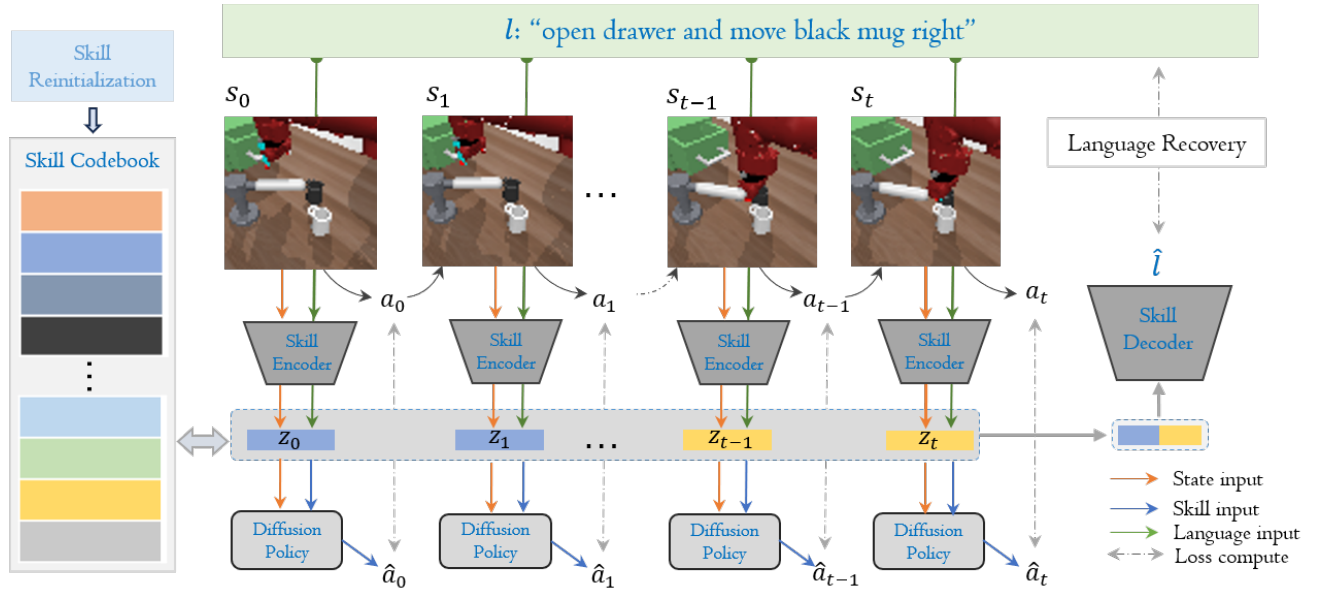 l: “open drawer and move black mug right”
Skill
Reinitialization
Skill Codebook
s0
s1
st−1
st
...
a0
a1
at−1
at
Skill
Encoder
Skill
Encoder
Skill
Encoder
Skill
Encoder
z0
z1
...
zt−1
zt
Diffusion
Policy
Diffusion
Policy
Diffusion
Policy
Diffusion
Policy
â0
â1
ât−1
ât
Language Recovery
l̂
Skill
Decoder
State input
Skill input
Language input
Loss compute